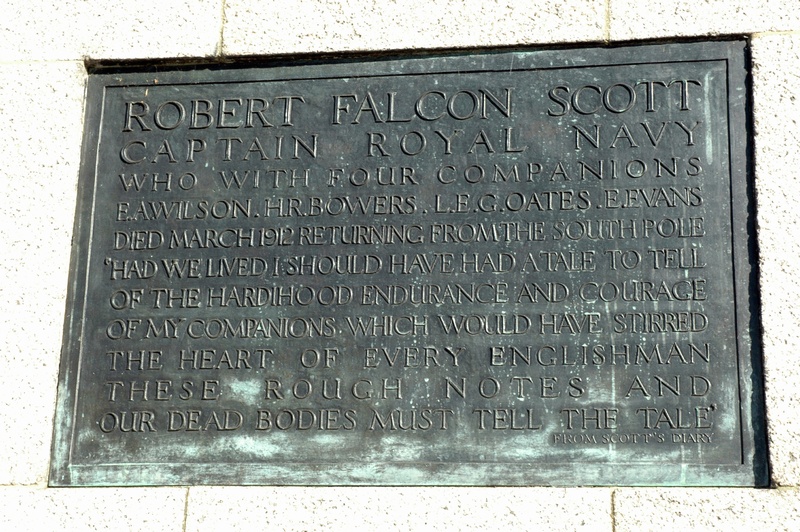 ROBERT FALCON SCOTT
CAPTAIN ROYAL NAVY
WHO WITH FOUR COMPANIONS
E.A.WILSON. H.R.BOWERS. L.E.G.OATES. E.EVANS
DIED MARCH 1912 RETURNING FROM THE SOUTH POLE
"HAD WE LIVED I SHOULD HAVE HAD A TALE TO TELL
OF THE HARDIHOOD ENDURANCE AND COURAGE
OF MY COMPANIONS WHICH WOULD HAVE STIRRED
THE HEART OF EVERY ENGLISHMAN
THESE ROUGH NOTES AND
OUR DEAD BODIES MUST TELL THE TALE"
FROM SCOTT'S DIARY